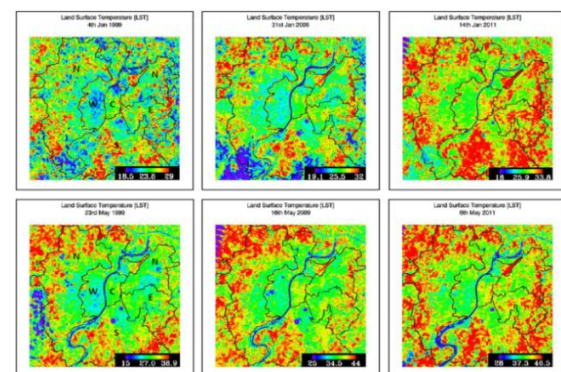 Land Surface Temperature [LST]
4th Jan 1999
N
N
W
C
S
18.5 23.8 29
Land Surface Temperature [LST]
31st Jan 2009
19.1 25.5 32
Land Surface Temperature [LST]
14th Jan 2011
18 25.9 33.8
Land Surface Temperature [LST]
23rd May 1999
N
N
W
C
E
S
15 27.0 38.9
Land Surface Temperature [LST]
16th May 2009
25 34.5 44
Land Surface Temperature [LST]
6th May 2011
28 37.3 46.5